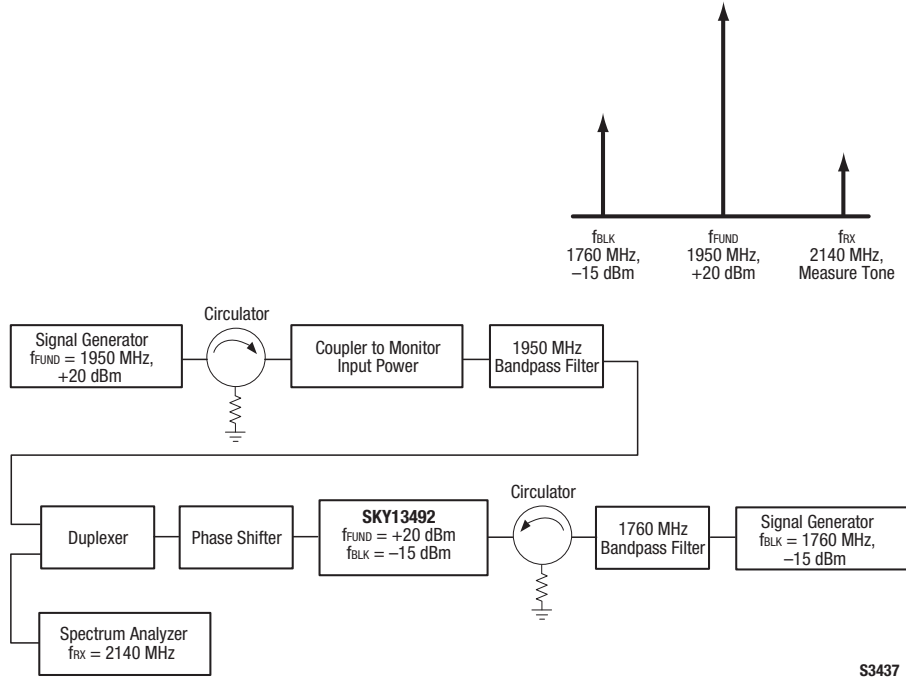 fBLK
1760 MHz,
–15 dBm
fFUND
1950 MHz,
+20 dBm
fRX
2140 MHz,
Measure Tone
Signal Generator
fFUND = 1950 MHz,
+20 dBm
Circulator
Coupler to Monitor
Input Power
1950 MHz
Bandpass Filter
Duplexer
Phase Shifter
SKY13492
fFUND = +20 dBm
fBLK = –15 dBm
Circulator
1760 MHz
Bandpass Filter
Signal Generator
fBLK = 1760 MHz,
–15 dBm
Spectrum Analyzer
fRX = 2140 MHz
S3437